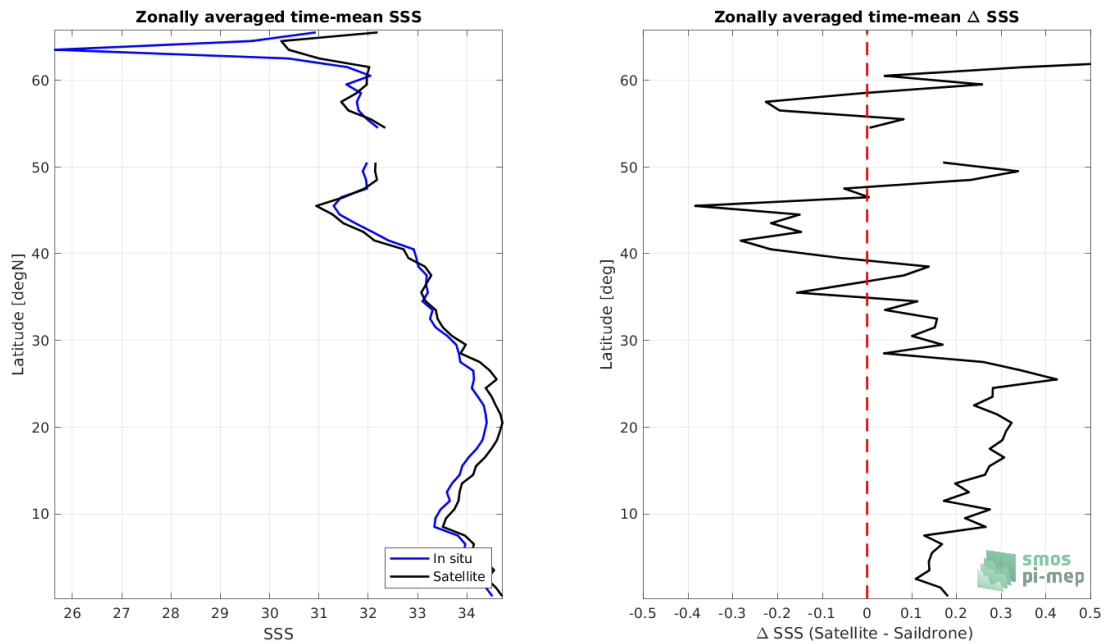 Zonally averaged time-mean SSS
60
50
40
30
20
10
Latitude [degN]
26 27 28 29 30 31 32 33 34
SSS
In situ
Satellite
Zonally averaged time-mean Δ SSS
60
50
40
30
20
10
Latitude [deg]
-0.5 -0.4 -0.3 -0.2 -0.1 0 0.1 0.2 0.3 0.4 0.5
Δ SSS (Satellite - Saildrone)
smos
pi-mep